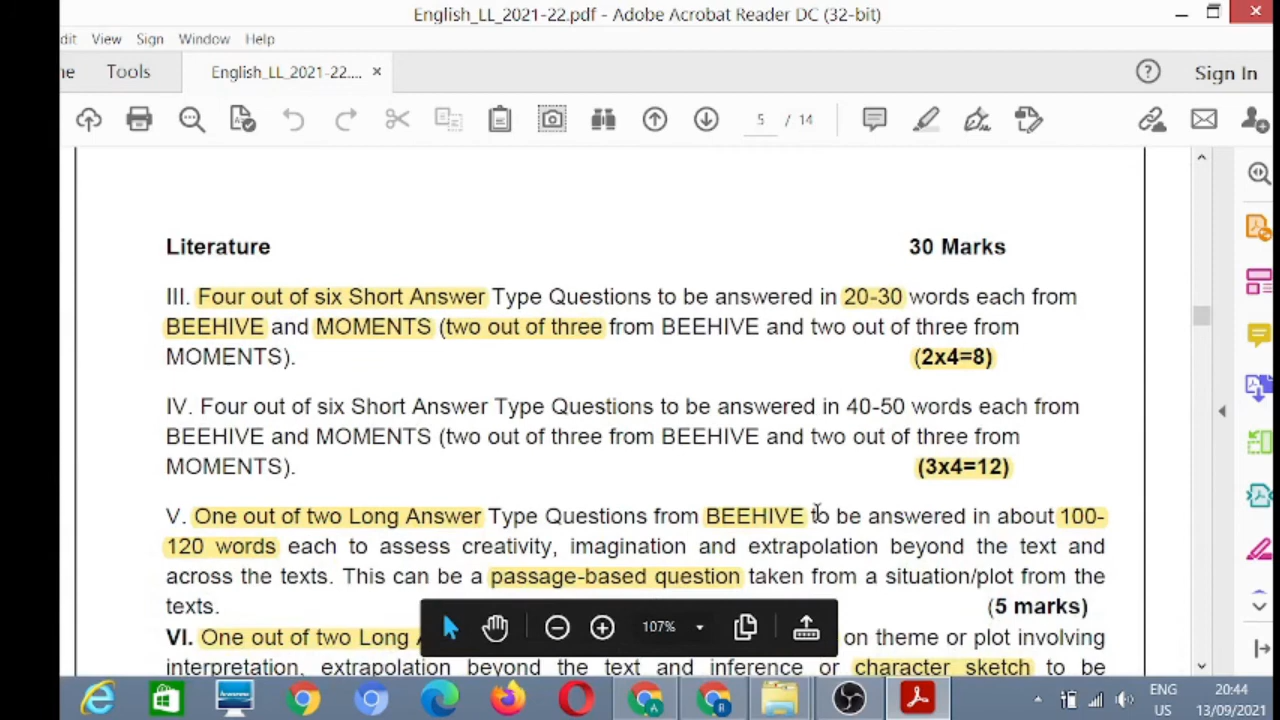 English_LL_2021-22.pdf - Adobe Acrobat Reader DC (32-bit)
dit View Sign Window Help
ne Tools English_LL_2021-22.... × Sign In
5 / 14
Literature 30 Marks
III. Four out of six Short Answer Type Questions to be answered in 20-30 words each from
BEEHIVE and MOMENTS (two out of three from BEEHIVE and two out of three from
MOMENTS). (2x4=8)
IV. Four out of six Short Answer Type Questions to be answered in 40-50 words each from
BEEHIVE and MOMENTS (two out of three from BEEHIVE and two out of three from
MOMENTS). (3x4=12)
V. One out of two Long Answer Type Questions from BEEHIVE to be answered in about 100-
120 words each to assess creativity, imagination and extrapolation beyond the text and
across the texts. This can be a passage-based question taken from a situation/plot from the
texts. (5 marks)
107%
VI. One out of two Long A on theme or plot involving
interpretation, extrapolation beyond the text and inference or character sketch to be
ENG 20:44
US 13/09/2021